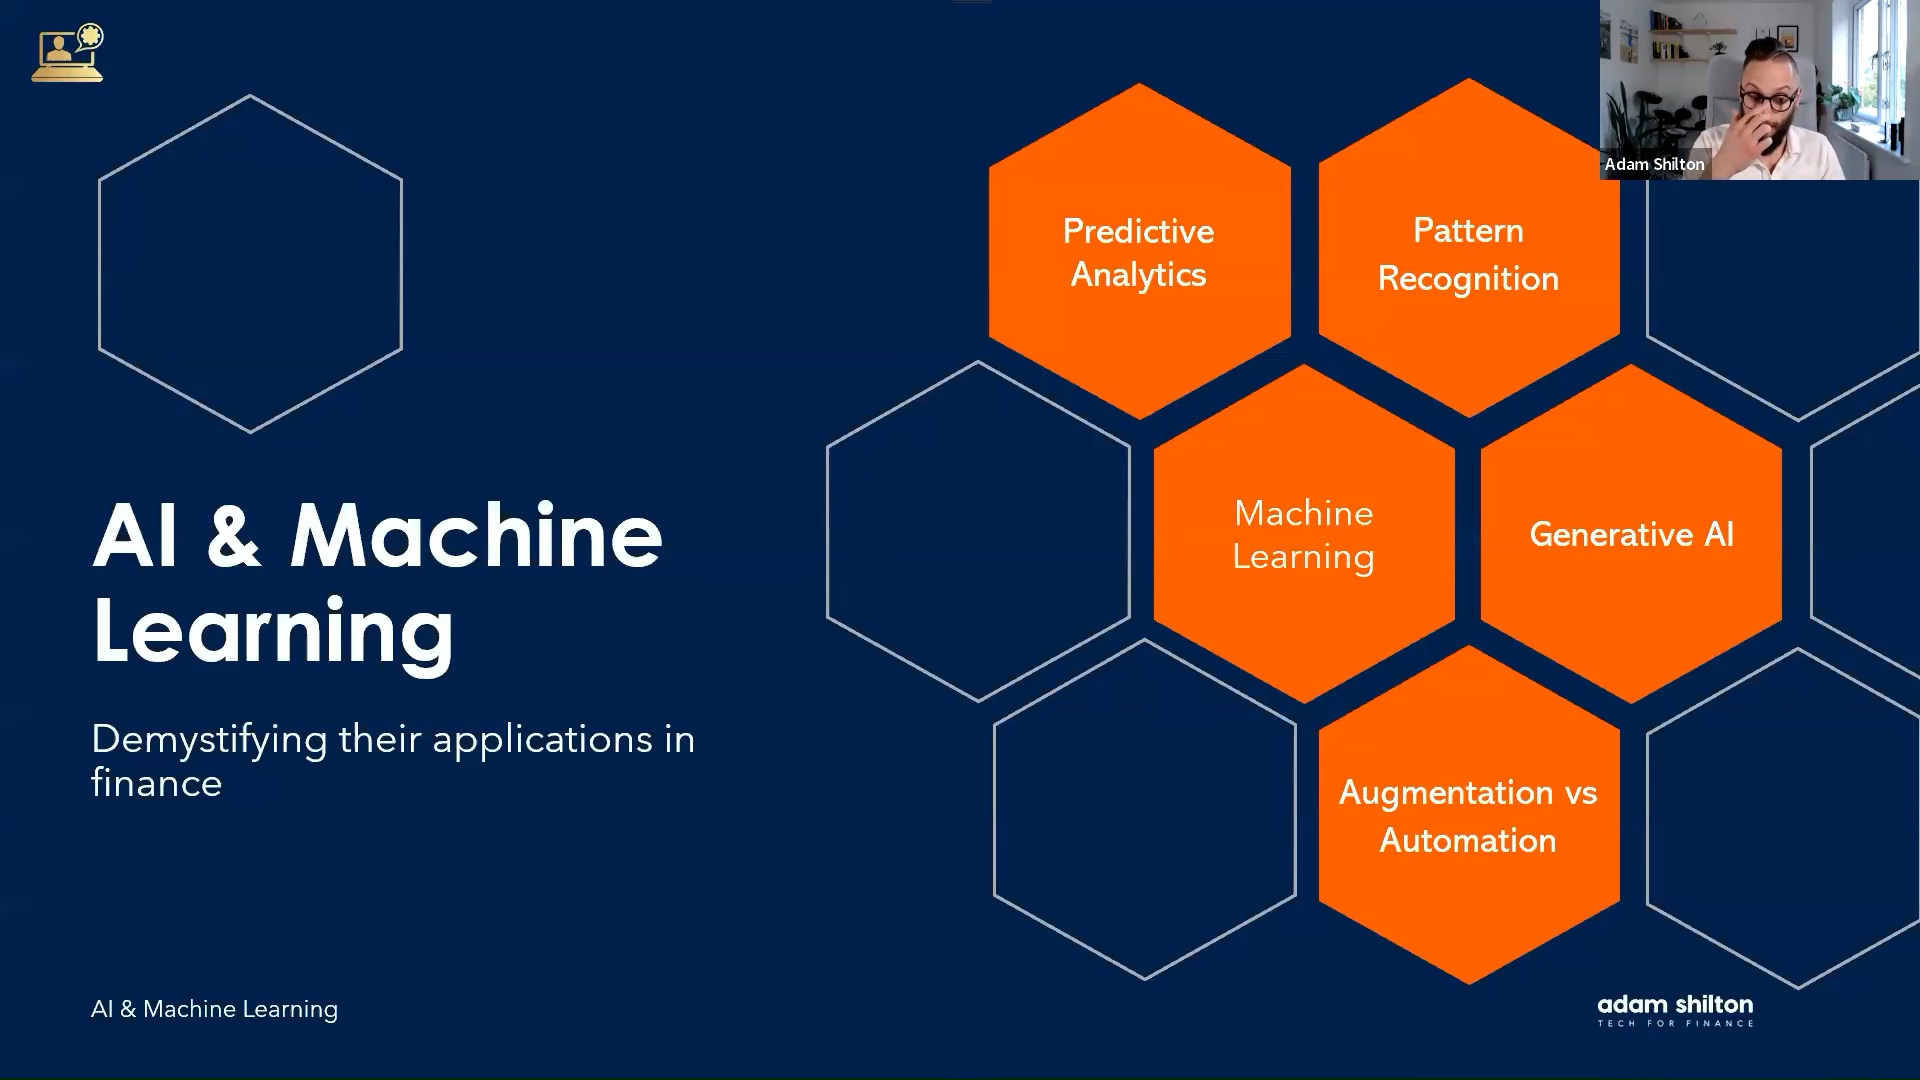 Adam Shilton
Predictive
Analytics
Pattern
Recognition
Machine
Learning
Generative AI
AI & Machine
Learning
Demystifying their applications in
finance
Augmentation vs
Automation
AI & Machine Learning
adam shilton
TECH FOR FINANCE